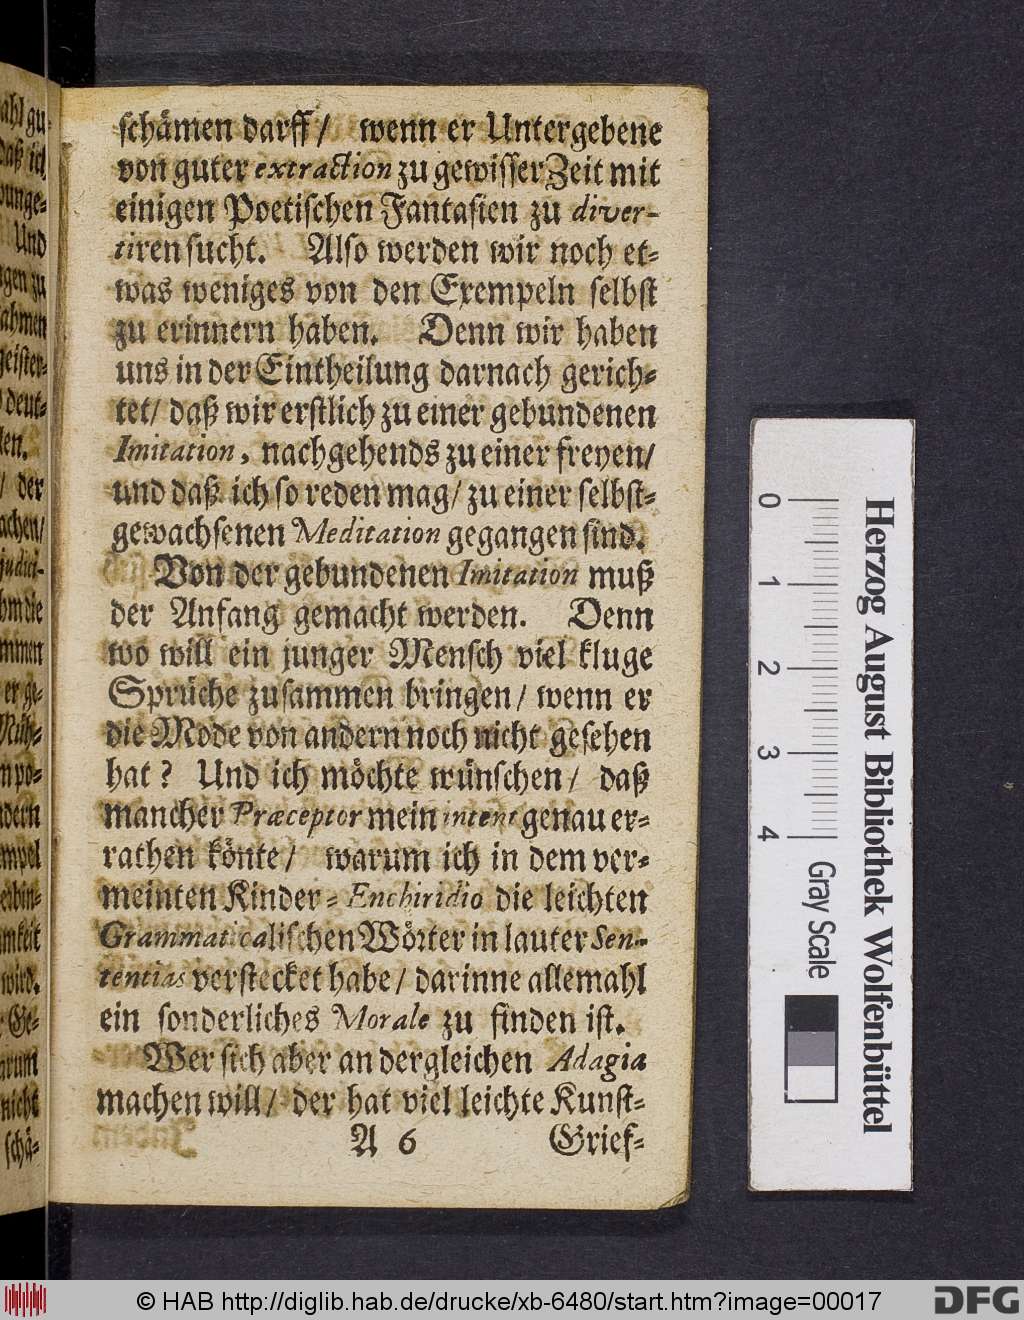 schämen darff/ wenn er Untergebene
von guter extraction zu gewisser Zeit mit
einigen Poetischen Fantasien zu diver-
tiren sucht. Also werden wir noch et-
was weniges von den Exempeln selbst
zu erinnern haben. Denn wir haben
uns in der Eintheilung darnach gerich-
tet/ daß wir erstlich zu einer gebundenen
Imitation, nachgehends zu einer freyen/
und daß ich so reden mag/ zu einer selbst-
gewachsenen Meditation gegangen sind.
Von der gebundenen Imitation muß
der Anfang gemacht werden. Denn
wo will ein junger Mensch viel kluge
Sprüche zusammen bringen/ wenn er
die Mode von andern noch nicht gesehen
hat? Und ich möchte wünschen/ daß
mancher Præceptor mein intent genau er-
rathen könte/ warum ich in dem ver-
meinten Kinder-Enchiridio die leichten
Grammaticalischen Wörter in lauter Sen-
tentias verstecket habe/ darinne allemahl
ein sonderliches Morale zu finden ist.
Wer sich aber an dergleichen Adagia
machen will/ der hat viel leichte Kunst-
A 6 Grief-
0 1 2 3 4
Gray Scale
Herzog August Bibliothek Wolfenbüttel
© HAB http://diglib.hab.de/drucke/xb-6480/start.htm?image=00017
DFG